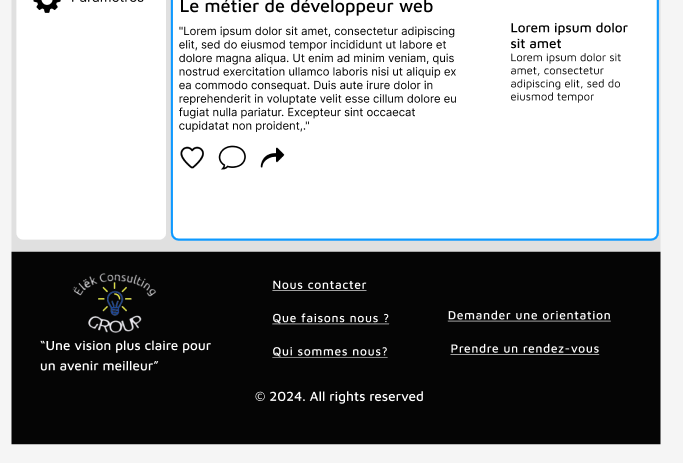 Paramètres
Le métier de développeur web
"Lorem ipsum dolor sit amet, consectetur adipiscing
elit, sed do eiusmod tempor incididunt ut labore et
dolore magna aliqua. Ut enim ad minim veniam, quis
nostrud exercitation ullamco laboris nisi ut aliquip ex
ea commodo consequat. Duis aute irure dolor in
reprehenderit in voluptate velit esse cillum dolore eu
fugiat nulla pariatur. Excepteur sint occaecat
cupidatat non proident,."
Lorem ipsum dolor
sit amet
Lorem ipsum dolor sit
amet, consectetur
adipiscing elit, sed do
eiusmod tempor
Elëk Consulting
GROUP
“Une vision plus claire pour
un avenir meilleur”
Nous contacter
Que faisons nous ?
Qui sommes nous?
Demander une orientation
Prendre un rendez-vous
© 2024. All rights reserved